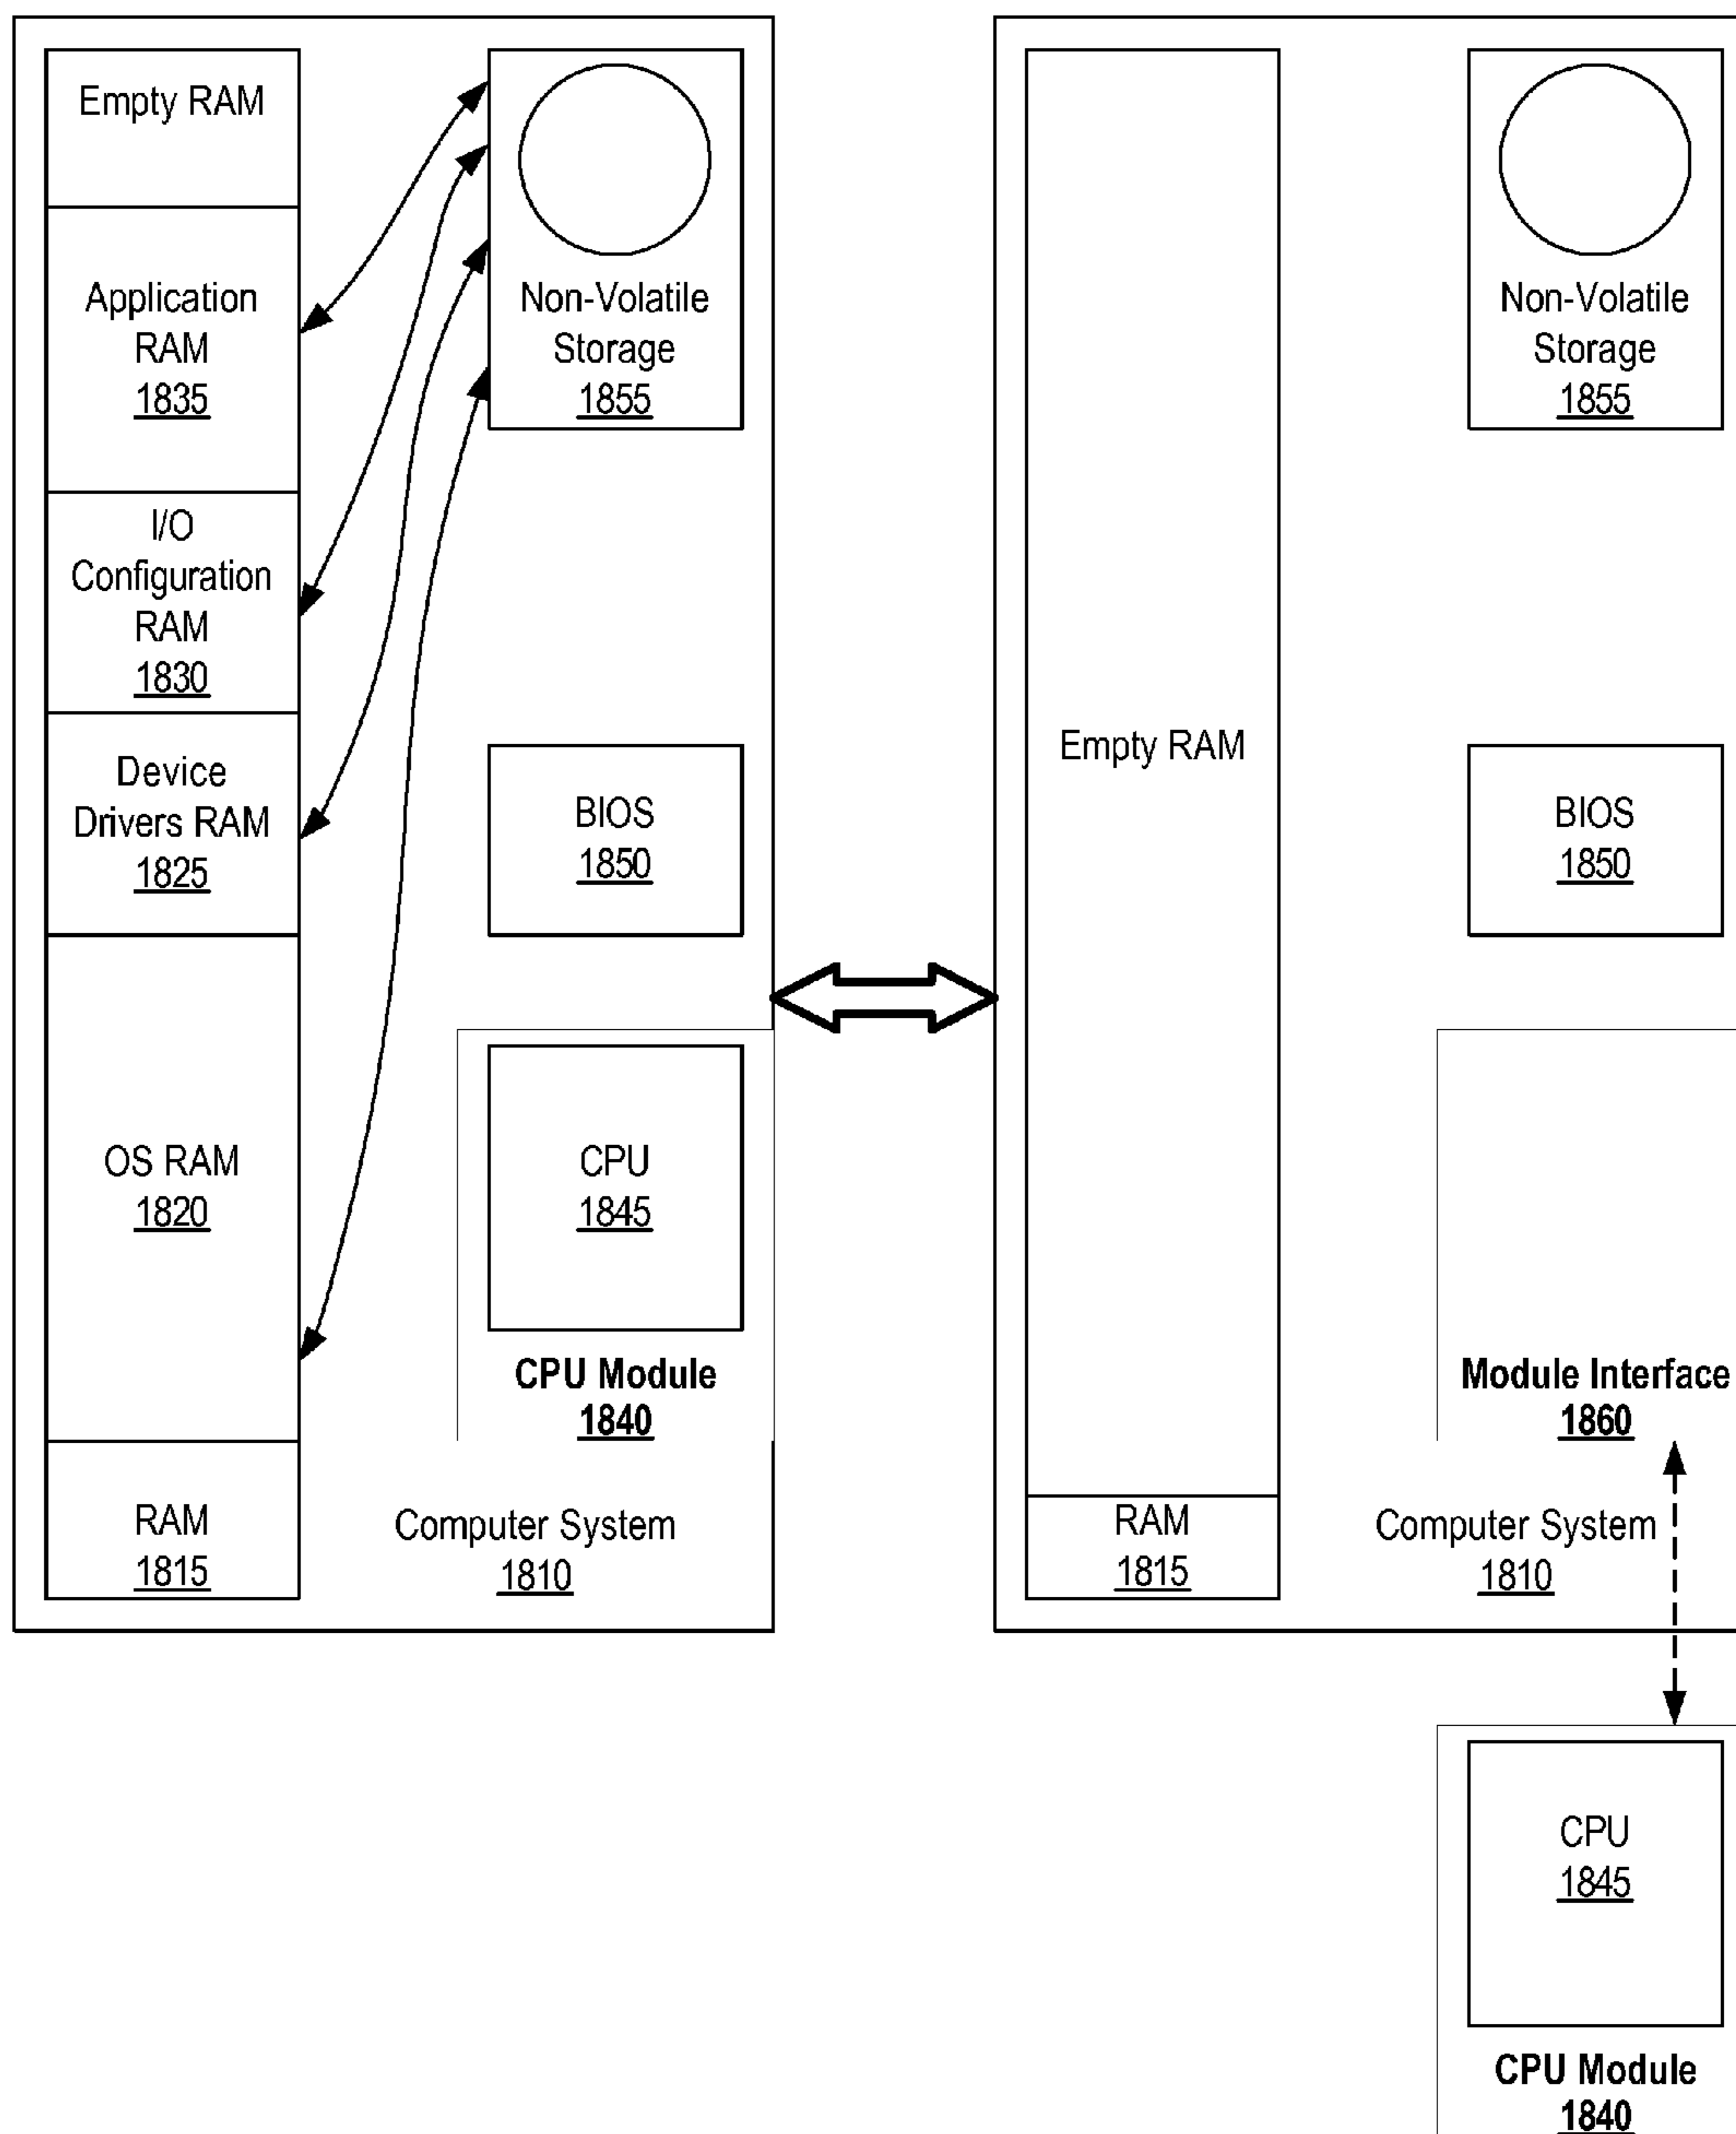 Empty RAM
Application
RAM
1835
I/O
Configuration
RAM
1830
Device
Drivers RAM
1825
OS RAM
1820
RAM
1815
Non-Volatile
Storage
1855
BIOS
1850
CPU
1845
CPU Module
1840
Computer System
1810
Empty RAM
RAM
1815
Non-Volatile
Storage
1855
BIOS
1850
Module Interface
1860
Computer System
1810
CPU
1845
CPU Module
1840